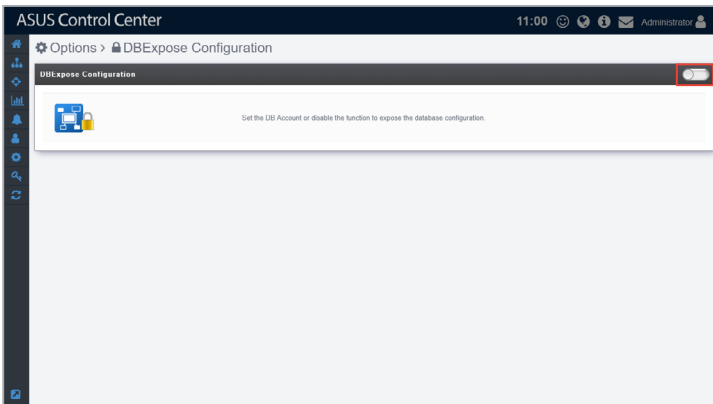 ASUS Control Center
11:00
Administrator
Options > DBExpose Configuration
DBExpose Configuration
Set the DB Account or disable the function to expose the database configuration.